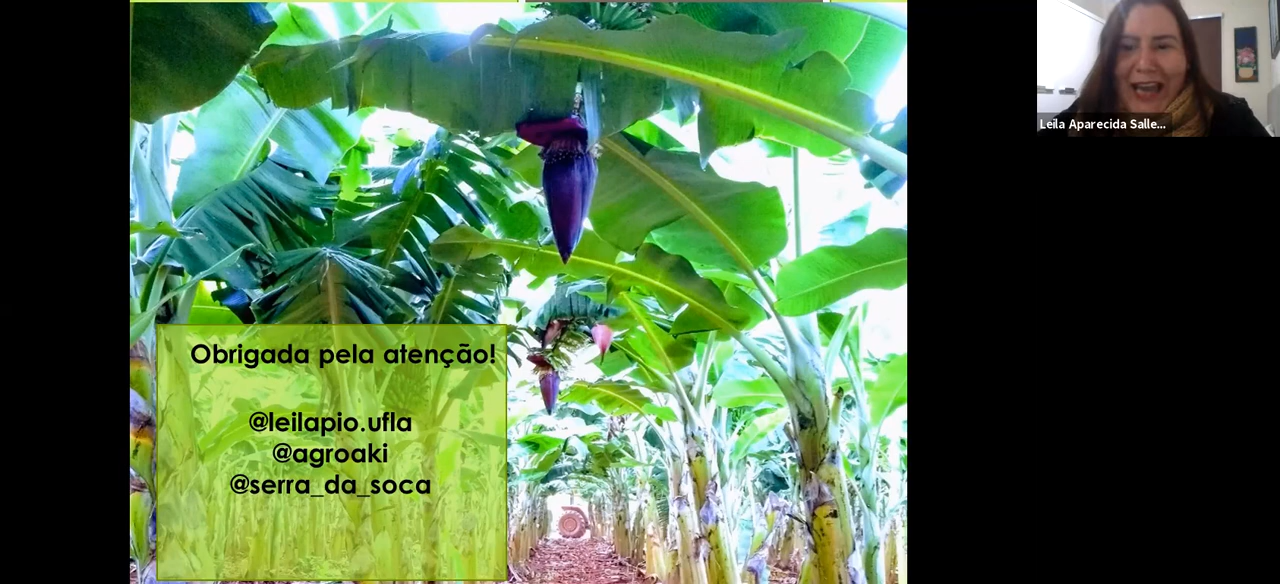 Obrigada pela atenção!
@leilapio.ufla
@agroaki
@serra_da_soca
Leila Aparecida Salle...